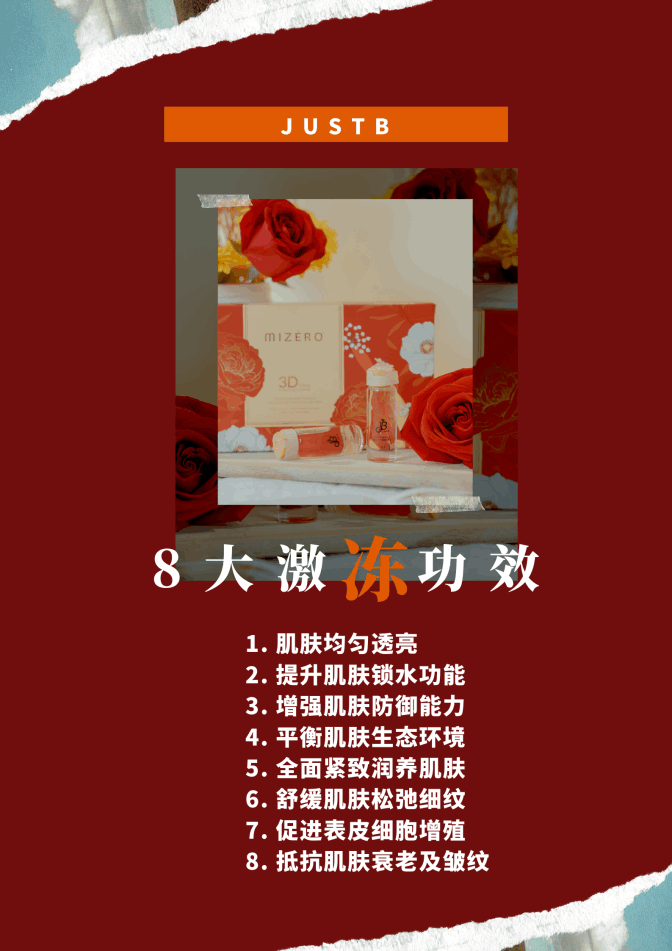 JUSTB
MIZERO
3D
8大激冻功效
1. 肌肤均匀透亮
2. 提升肌肤锁水功能
3. 增强肌肤防御能力
4. 平衡肌肤生态环境
5. 全面紧致润养肌肤
6. 舒缓肌肤松弛细纹
7. 促进表皮细胞增殖
8. 抵抗肌肤衰老及皱纹